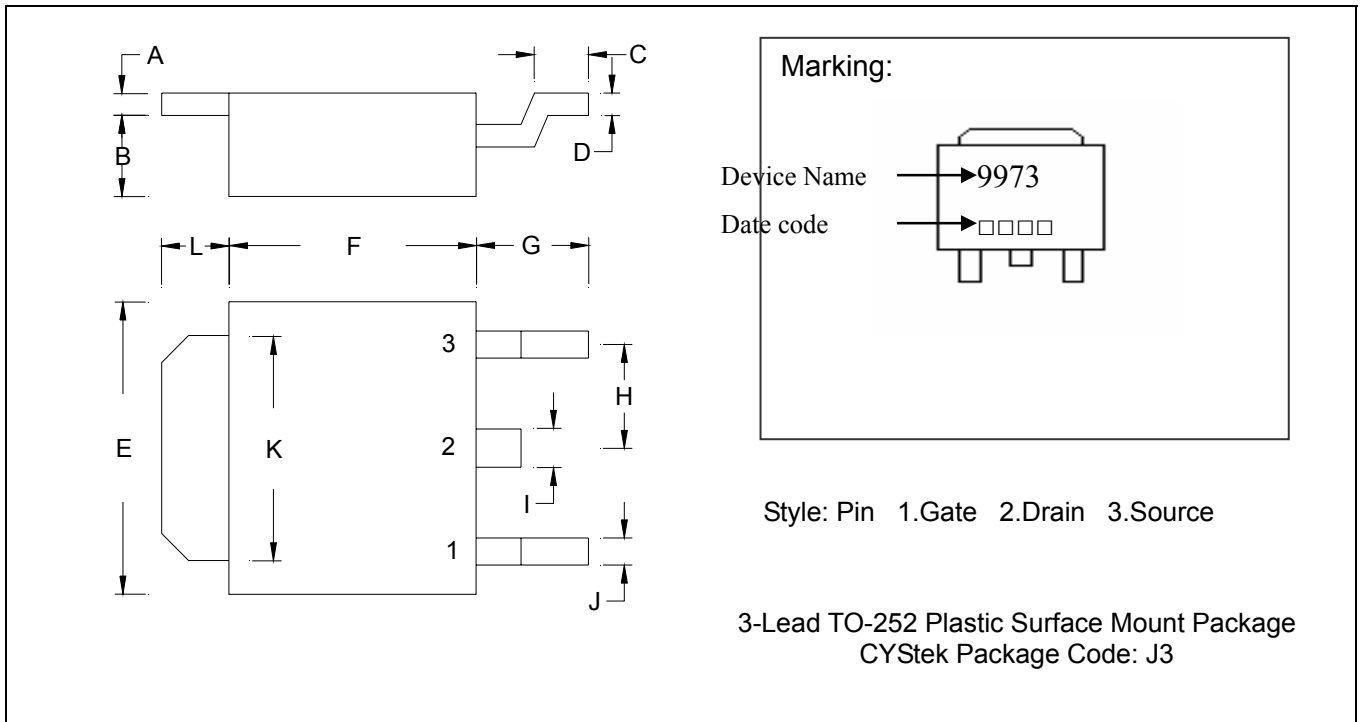 A
C
B
D
Marking:
Device Name
9973
Date code
□□□□
L
F
G
3
H
E
K
2
I
1
J
Style: Pin 1.Gate 2.Drain 3.Source
3-Lead TO-252 Plastic Surface Mount Package
CYStek Package Code: J3